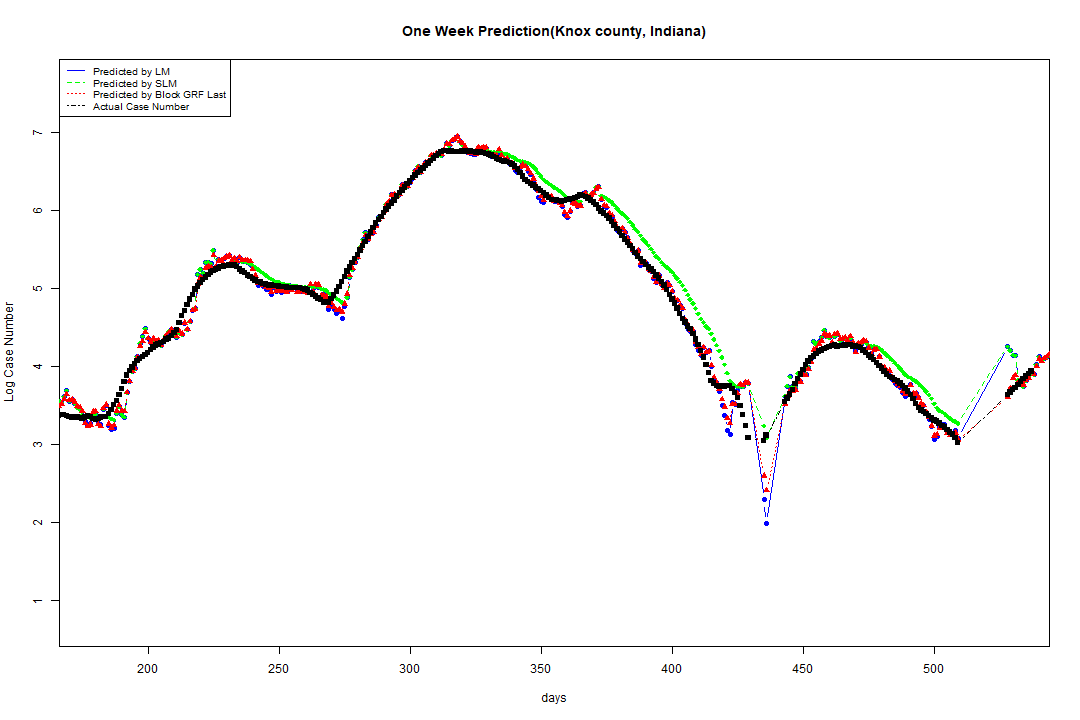 One Week Prediction(Knox county, Indiana)
Predicted by LM
Predicted by SLM
Predicted by Block GRF Last
Actual Case Number
Log Case Number
7
6
5
4
3
2
1
200 250 300 350 400 450 500
days